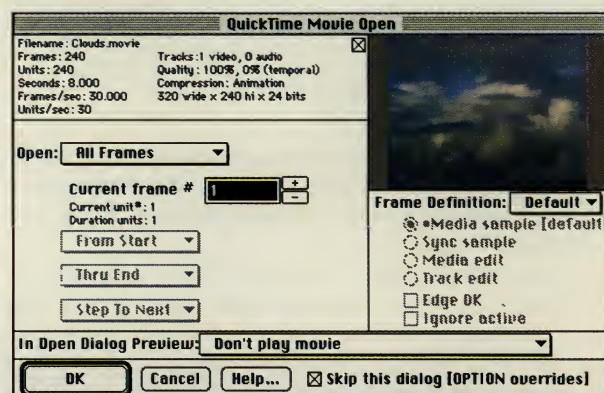 QuickTime Movie Open
Filename: Clouds.movie
Frames: 240
Units: 240
Seconds: 8.000
Frames/sec: 30.000
Units/sec: 30
Tracks: 1 video, 0 audio
Quality: 100%, 0% (temporal)
Compression: Animation
320 wide x 240 hi x 24 bits
Open: All Frames
Current frame # 1
+
-
Current unit#: 1
Duration units: 1
From Start
Thru End
Step To Next
Frame Definition: Default
•Media sample [default
Sync sample
Media edit
Track edit
Edge OK
Ignore active
In Open Dialog Preview: Don't play movie
OK Cancel Help... Skip this dialog [OPTION overrides]